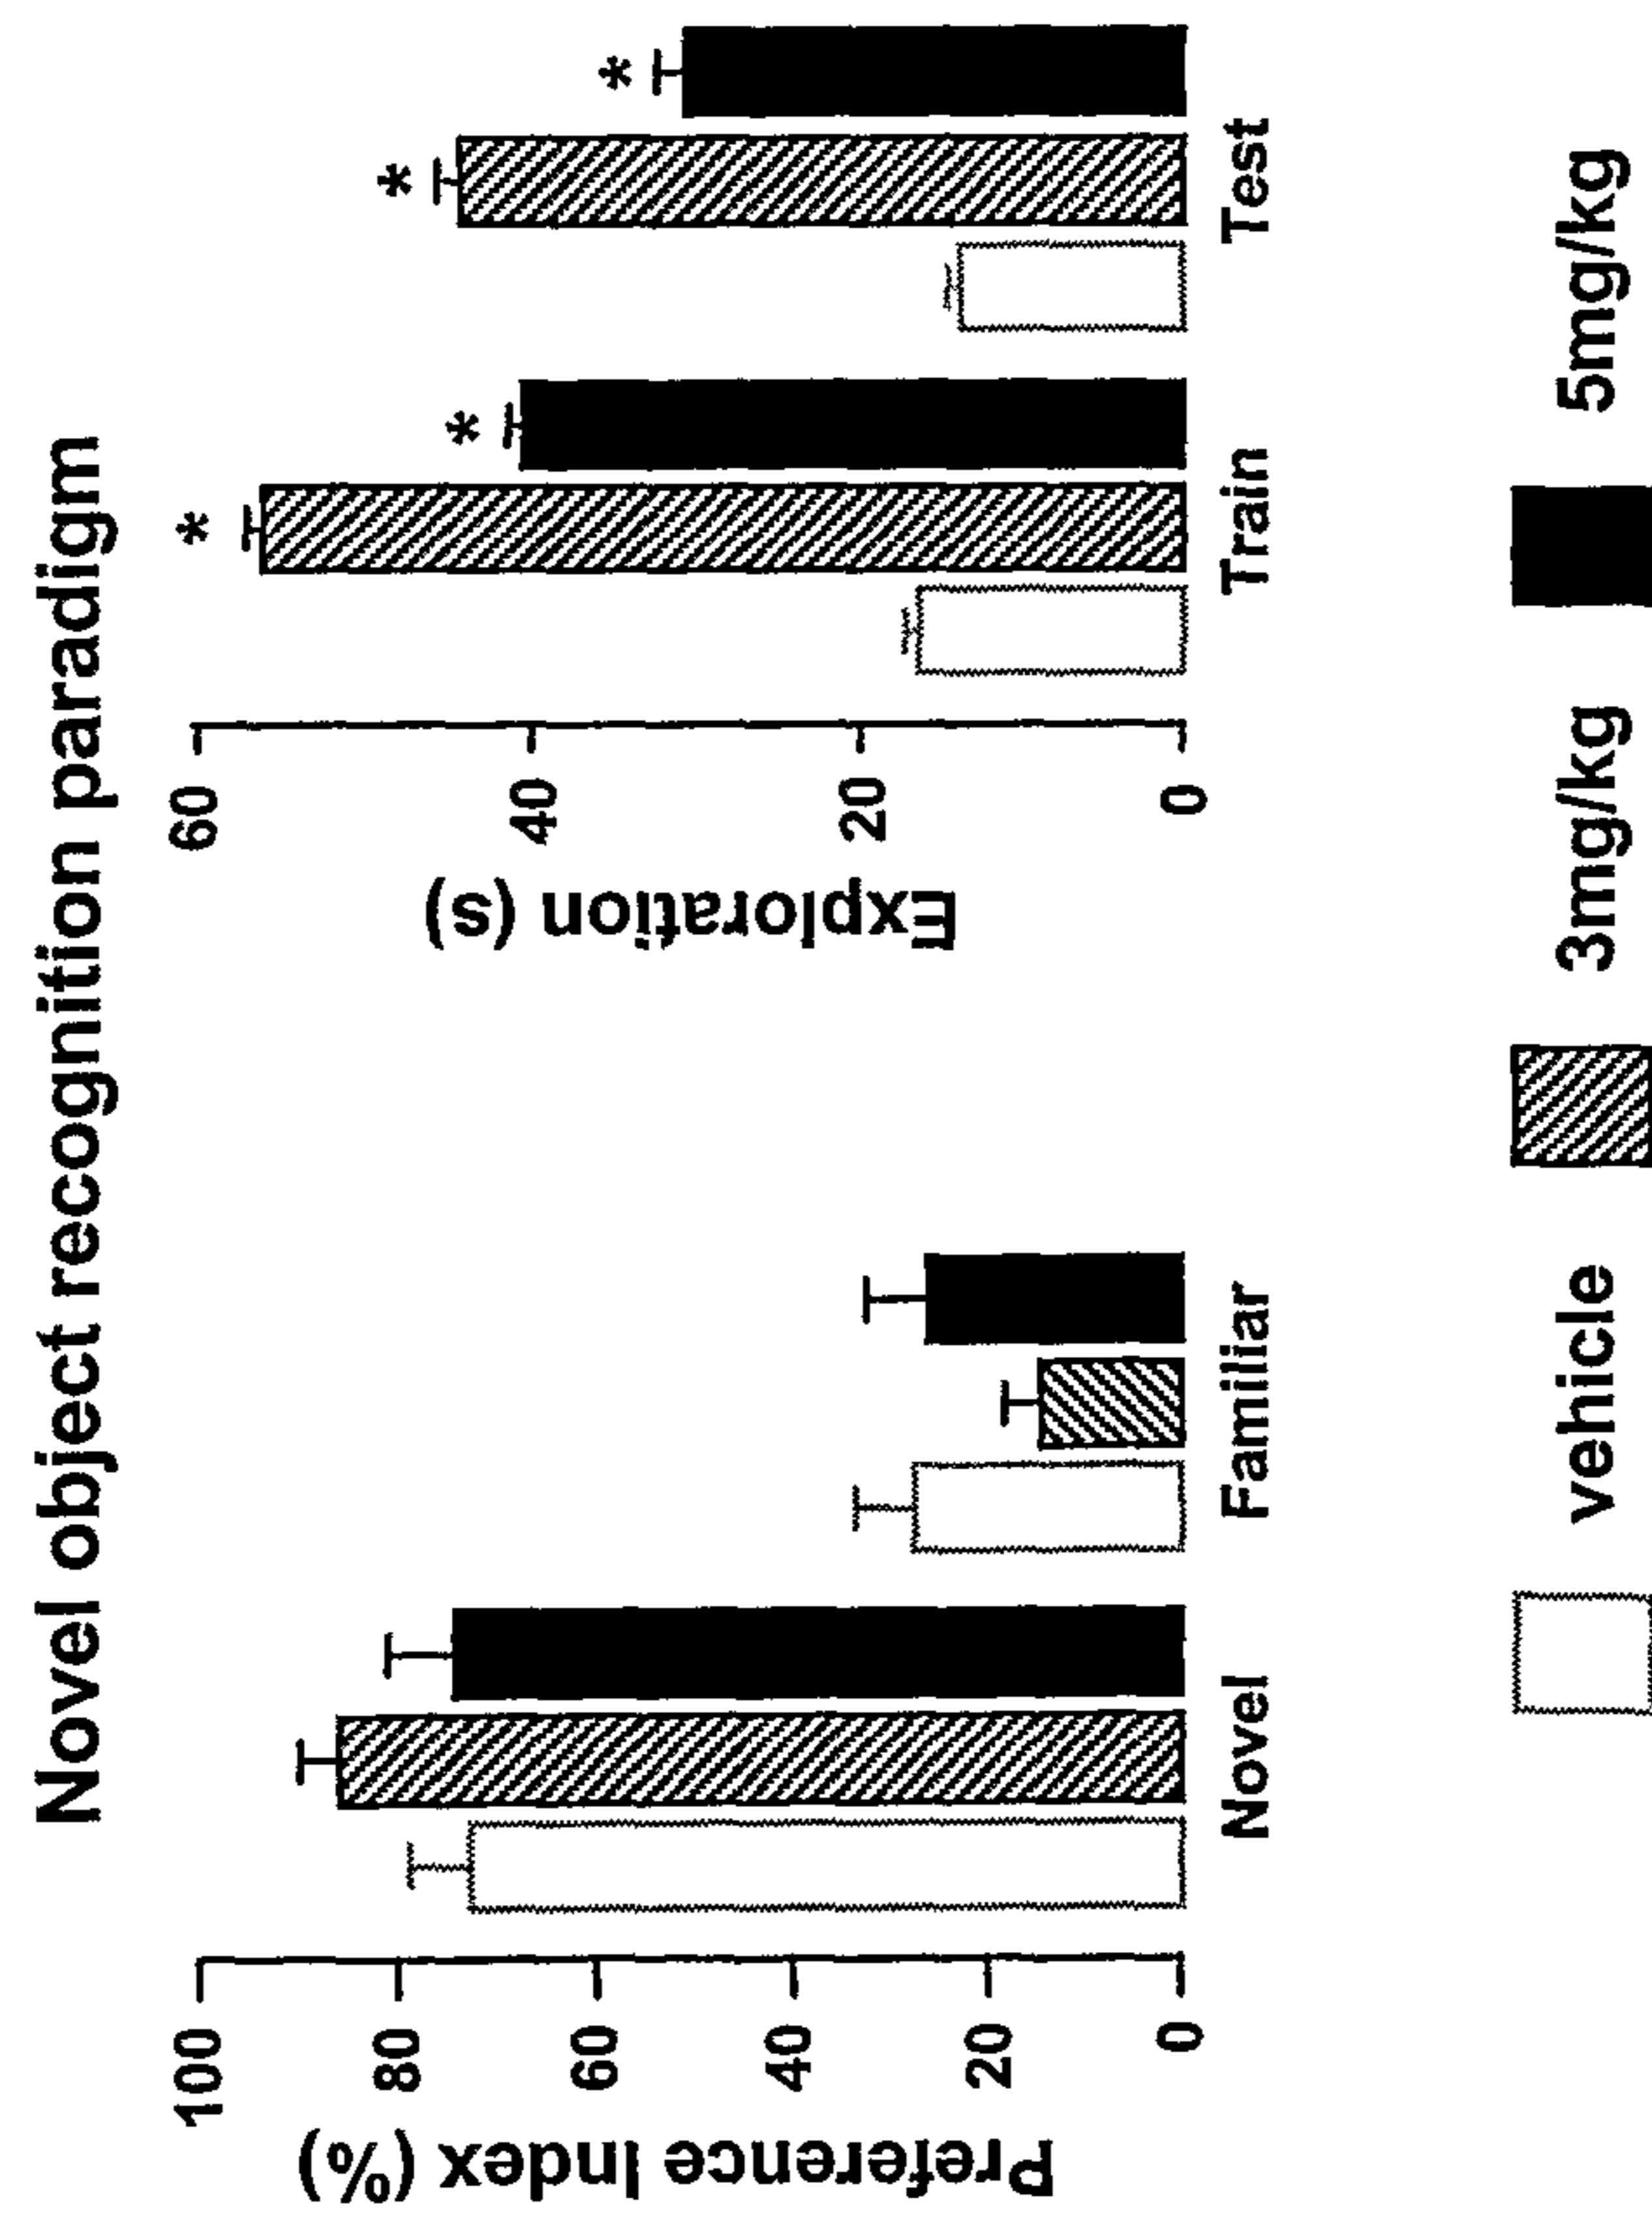 Novel object recognition paradigm
Preference Index (%)
100
80
60
40
20
0
Novel
Familiar
Exploration (s)
60
40
20
0
* *
* *
Train
Test
vehicle
3mg/kg
5mg/kg